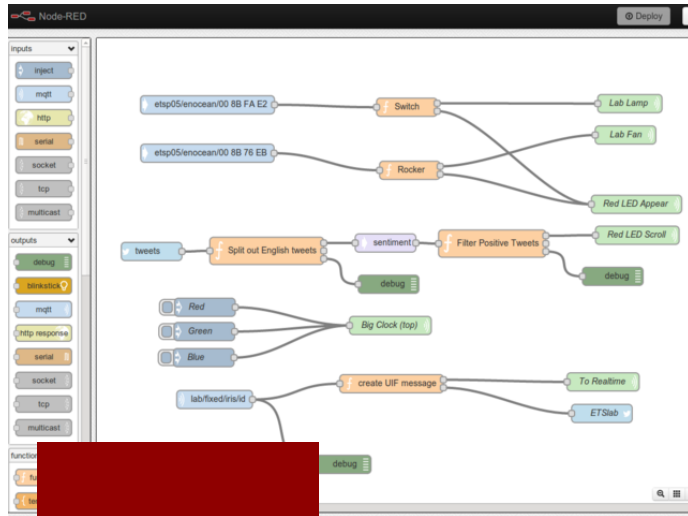 Node-RED
Deploy
inputs
inject
mqtt
http
serial
socket
tcp
multicast
outputs
debug
blinkstick
mqtt
http response
serial
socket
tcp
multicast
etsp05/enocean/00 8B FA E2
Switch
Lab Lamp
Lab Fan
etsp05/enocean/00 8B 76 EB
Rocker
Red LED Appear
tweets
Split out English tweets
sentiment
Filter Positive Tweets
Red LED Scroll
debug
debug
Red
Green
Blue
Big Clock (top)
create UIF message
To Realtime
lab/fixed/iris/id
ETSlab
debug